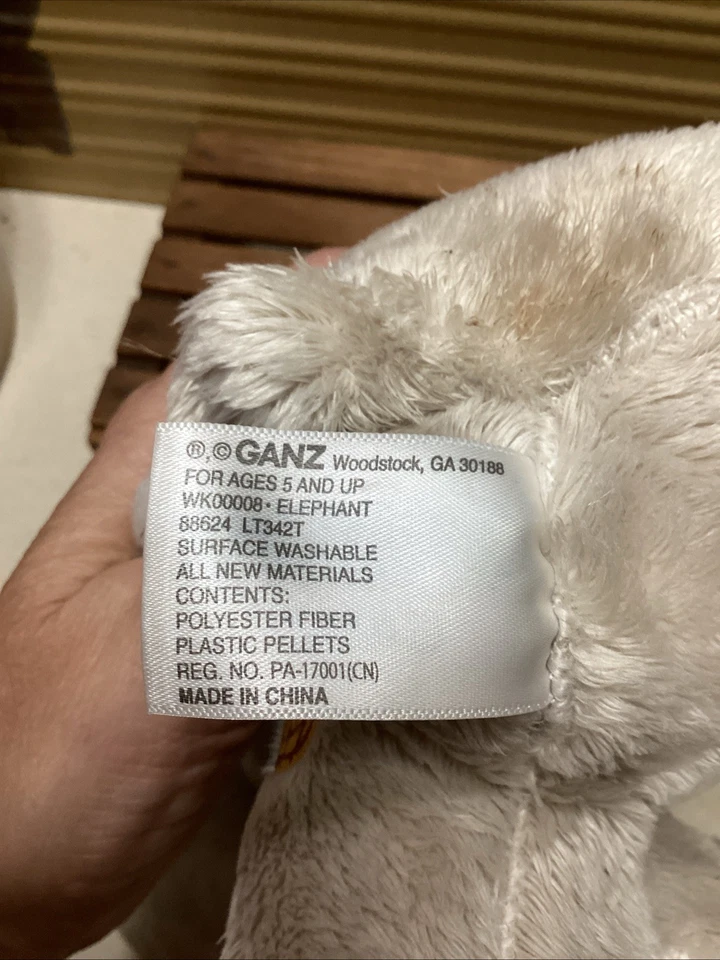 ®,© GANZ Woodstock, GA 30188
FOR AGES 5 AND UP
WK00008 · ELEPHANT
88624 LT342T
SURFACE WASHABLE
ALL NEW MATERIALS
CONTENTS:
POLYESTER FIBER
PLASTIC PELLETS
REG. NO. PA-17001(CN)
MADE IN CHINA